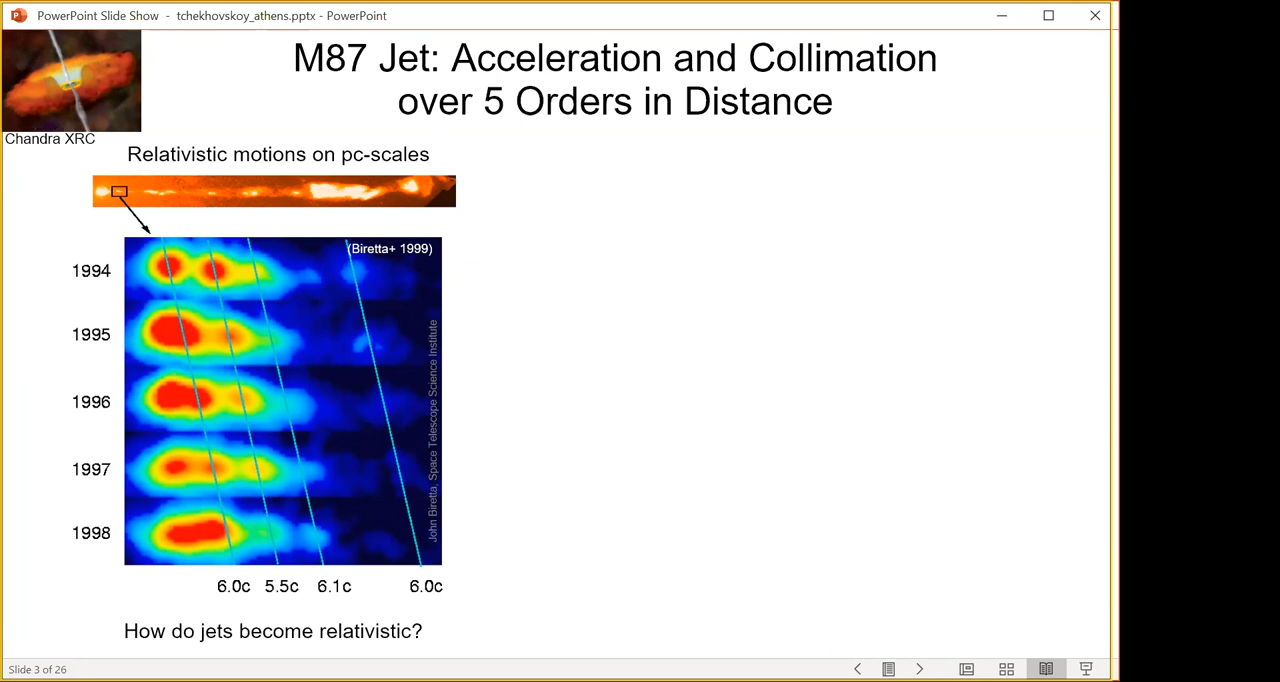 PowerPoint Slide Show - tchekhovskoy_athens.pptx - PowerPoint
M87 Jet: Acceleration and Collimation
over 5 Orders in Distance
Chandra XRC
Relativistic motions on pc-scales
(Biretta+ 1999)
1994
1995
1996
1997
1998
John Biretta, Space Telescope Science Institute
6.0c 5.5c 6.1c 6.0c
How do jets become relativistic?
Slide 3 of 26